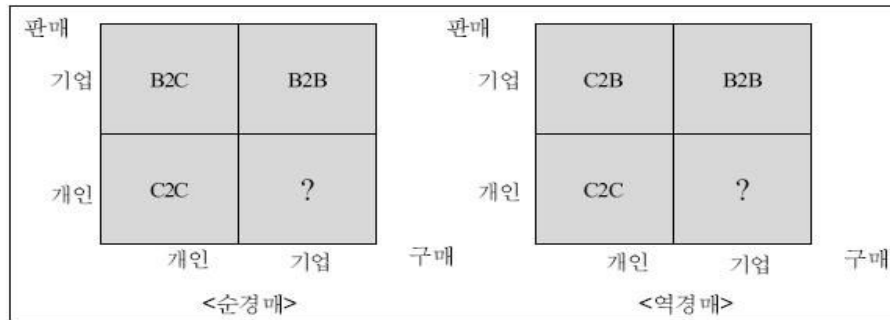 판매 판매
기업 B2C B2B 기업 C2B B2B
개인 C2C ? 개인 C2C ?
개인 기업 구매 개인 기업 구매
<순경매> <역경매>